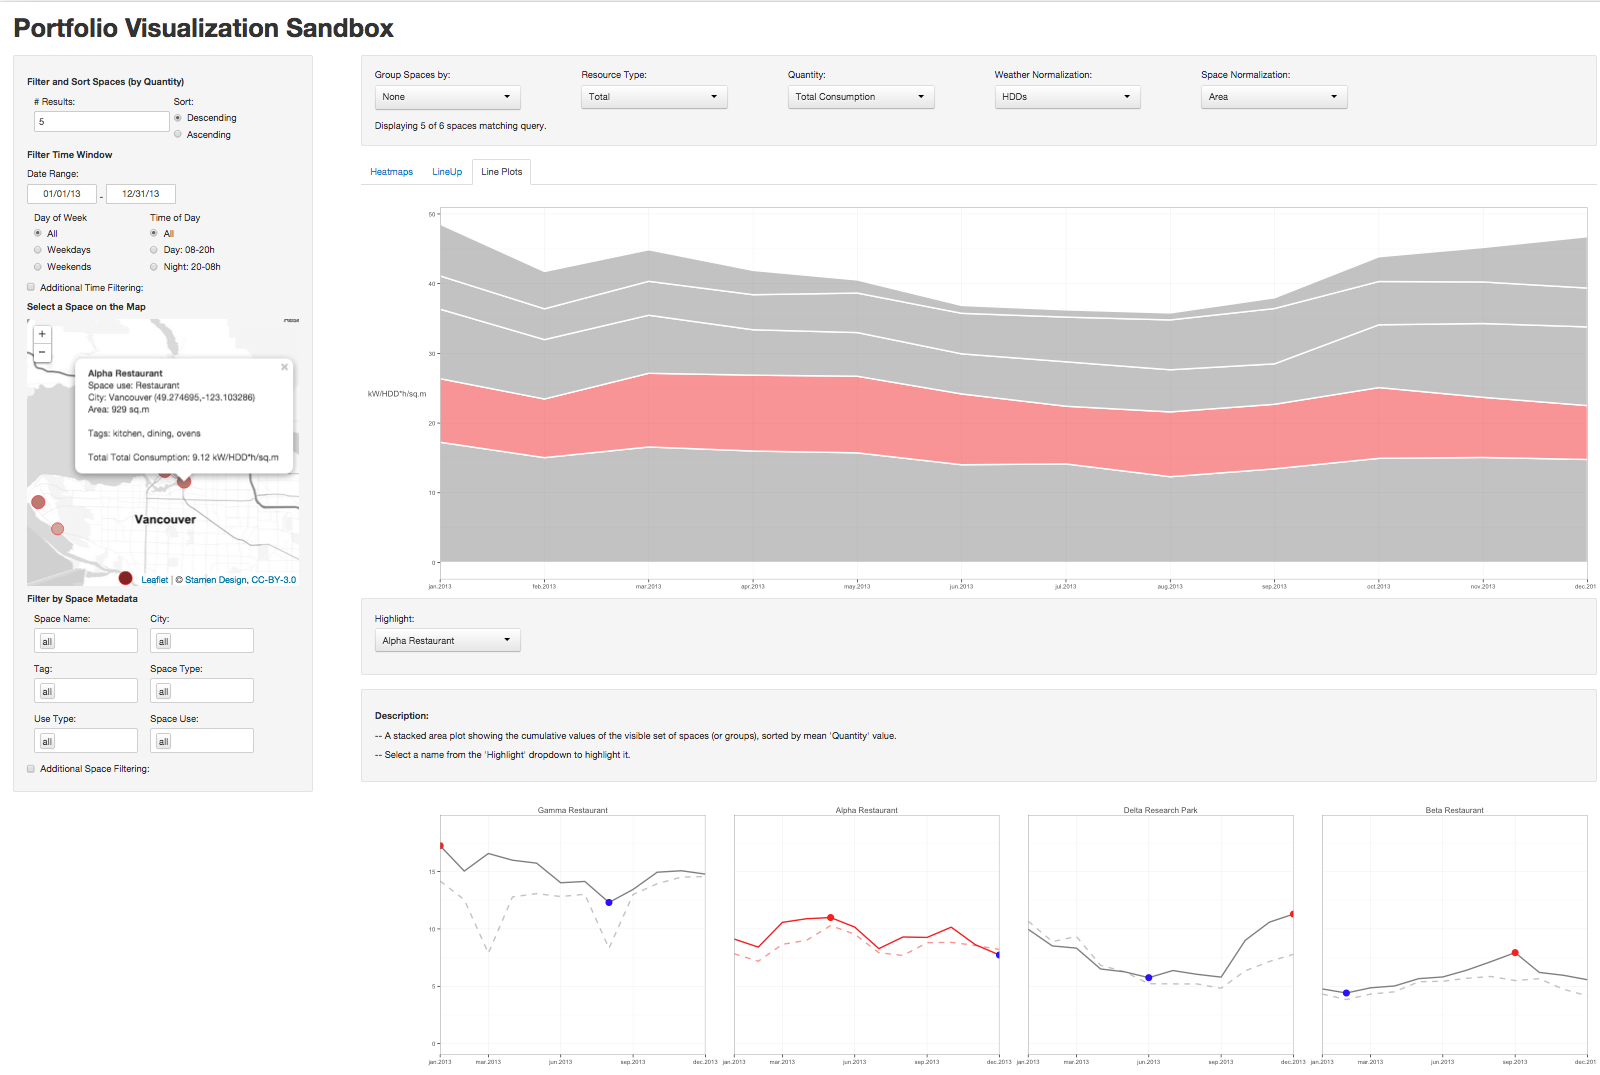 Portfolio Visualization Sandbox
Filter and Sort Spaces (by Quantity)
# Results:
Sort:
5
Descending
Ascending
Filter Time Window
Date Range:
01/01/13 - 12/31/13
Day of Week
Time of Day
All
All
Weekdays
Day: 08-20h
Weekends
Night: 20-08h
Additional Time Filtering:
Select a Space on the Map
+
−
Alpha Restaurant
×
Space use: Restaurant
City: Vancouver (49.274695,-123.103286)
Area: 929 sq.m
Tags: kitchen, dining, ovens
Total Total Consumption: 9.12 kW/HDD*h/sq.m
Vancouver
Leaflet | © Stamen Design, CC-BY-3.0
Filter by Space Metadata
Space Name:
City:
all
all
Tag:
Space Type:
all
all
Use Type:
Space Use:
all
all
Additional Space Filtering:
Group Spaces by:
Resource Type:
Quantity:
Weather Normalization:
Space Normalization:
None
Total
Total Consumption
HDDs
Area
Displaying 5 of 6 spaces matching query.
Heatmaps
LineUp
Line Plots
50
40
30
kW/HDD*h/sq.m
20
10
0
jan.2013 feb.2013 mar.2013 apr.2013 may.2013 jun.2013 jul.2013 aug.2013 sep.2013 oct.2013 nov.2013 dec.201
Highlight:
Alpha Restaurant
Description:
-- A stacked area plot showing the cumulative values of the visible set of spaces (or groups), sorted by mean 'Quantity' value.
-- Select a name from the 'Highlight' dropdown to highlight it.
Gamma Restaurant
Alpha Restaurant
Delta Research Park
Beta Restaurant
15
10
5
0
jan.2013 mar.2013 jun.2013 sep.2013 dec.2013
jan.2013 mar.2013 jun.2013 sep.2013 dec.2013
jan.2013 mar.2013 jun.2013 sep.2013 dec.2013
jan.2013 mar.2013 jun.2013 sep.2013 dec.201